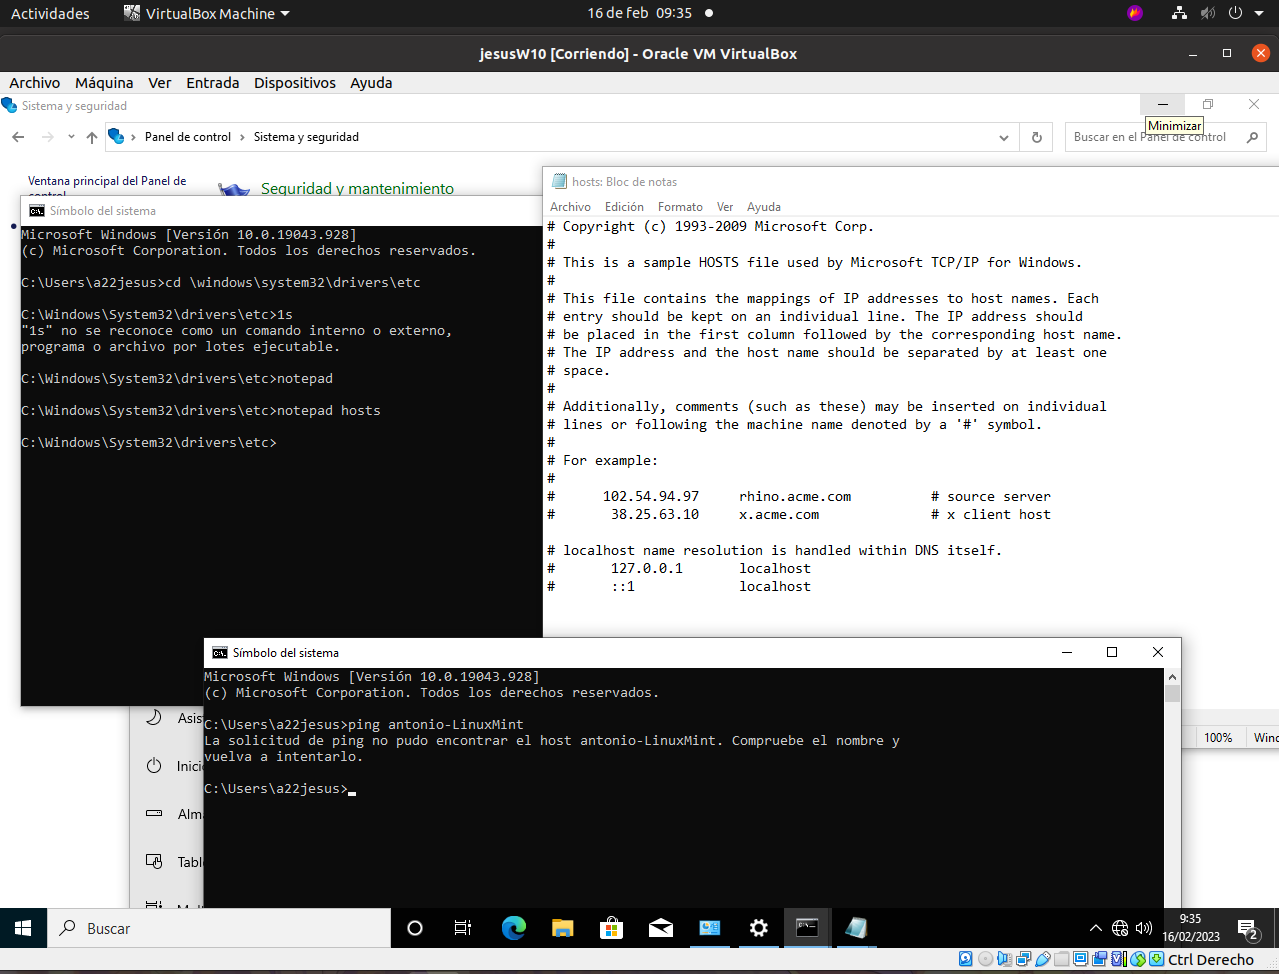 Actividades
VirtualBox Machine
16 de feb 09:35
jesusW10 [Corriendo] - Oracle VM VirtualBox
Archivo Máquina Ver Entrada Dispositivos Ayuda
Sistema y seguridad
Minimizar
Panel de control › Sistema y seguridad
Buscar en el Panel de control
Ventana principal del Panel de
control
Seguridad y mantenimiento
Símbolo del sistema
Microsoft Windows [Versión 10.0.19043.928]
(c) Microsoft Corporation. Todos los derechos reservados.
C:\Users\a22jesus>cd \windows\system32\drivers\etc
C:\Windows\System32\drivers\etc>1s
"1s" no se reconoce como un comando interno o externo,
programa o archivo por lotes ejecutable.
C:\Windows\System32\drivers\etc>notepad
C:\Windows\System32\drivers\etc>notepad hosts
C:\Windows\System32\drivers\etc>
hosts: Bloc de notas
Archivo Edición Formato Ver Ayuda
# Copyright (c) 1993-2009 Microsoft Corp.
#
# This is a sample HOSTS file used by Microsoft TCP/IP for Windows.
#
# This file contains the mappings of IP addresses to host names. Each
# entry should be kept on an individual line. The IP address should
# be placed in the first column followed by the corresponding host name.
# The IP address and the host name should be separated by at least one
# space.
#
# Additionally, comments (such as these) may be inserted on individual
# lines or following the machine name denoted by a '#' symbol.
#
# For example:
#
# 102.54.94.97 rhino.acme.com # source server
# 38.25.63.10 x.acme.com # x client host
# localhost name resolution is handled within DNS itself.
# 127.0.0.1 localhost
# ::1 localhost
100% Wind
Símbolo del sistema
Microsoft Windows [Versión 10.0.19043.928]
(c) Microsoft Corporation. Todos los derechos reservados.
C:\Users\a22jesus>ping antonio-LinuxMint
La solicitud de ping no pudo encontrar el host antonio-LinuxMint. Compruebe el nombre y
vuelva a intentarlo.
C:\Users\a22jesus>
Asis
Inici
Alma
Table
Buscar
9:35
16/02/2023
2
Ctrl Derecho